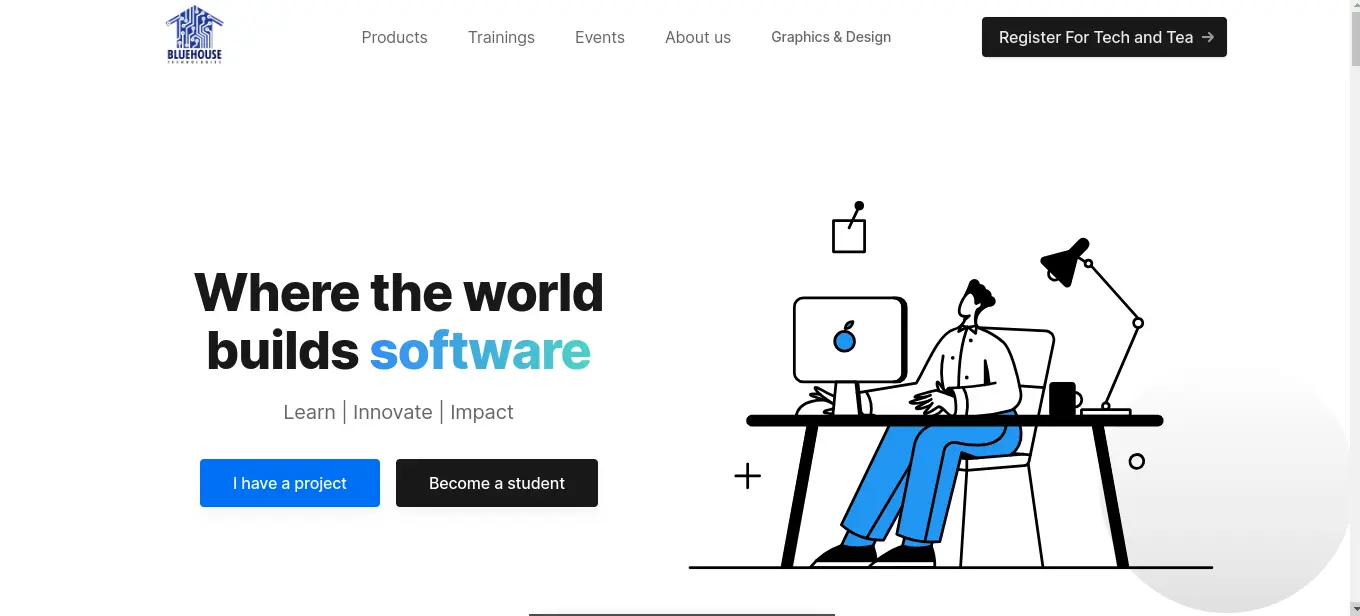 BLUEHOUSE
TECHNOLOGIES
Products
Trainings
Events
About us
Graphics & Design
Register For Tech and Tea →
Where the world
builds software
Learn | Innovate | Impact
I have a project
Become a student